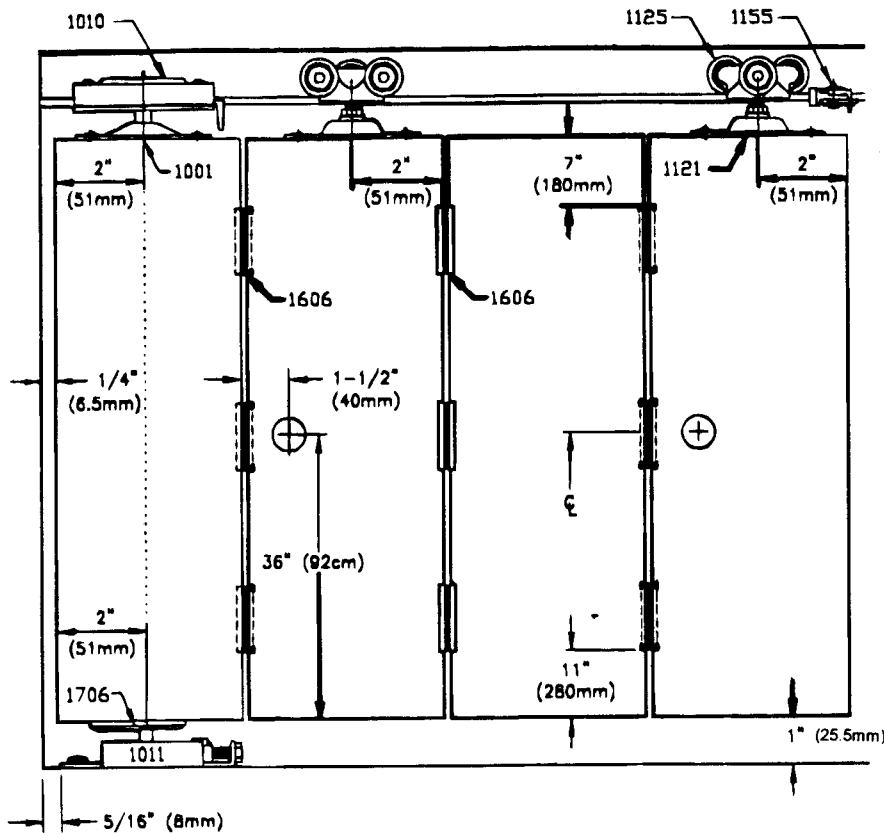 1010
1125
1155
2"
(51mm)
1001
2"
(51mm)
7"
(180mm)
1121
2"
(51mm)
1606
1606
1/4"
(6.5mm)
1-1/2"
(40mm)
℄
36" (92cm)
2"
(51mm)
11"
(280mm)
1706
1011
1" (25.5mm)
5/16" (8mm)